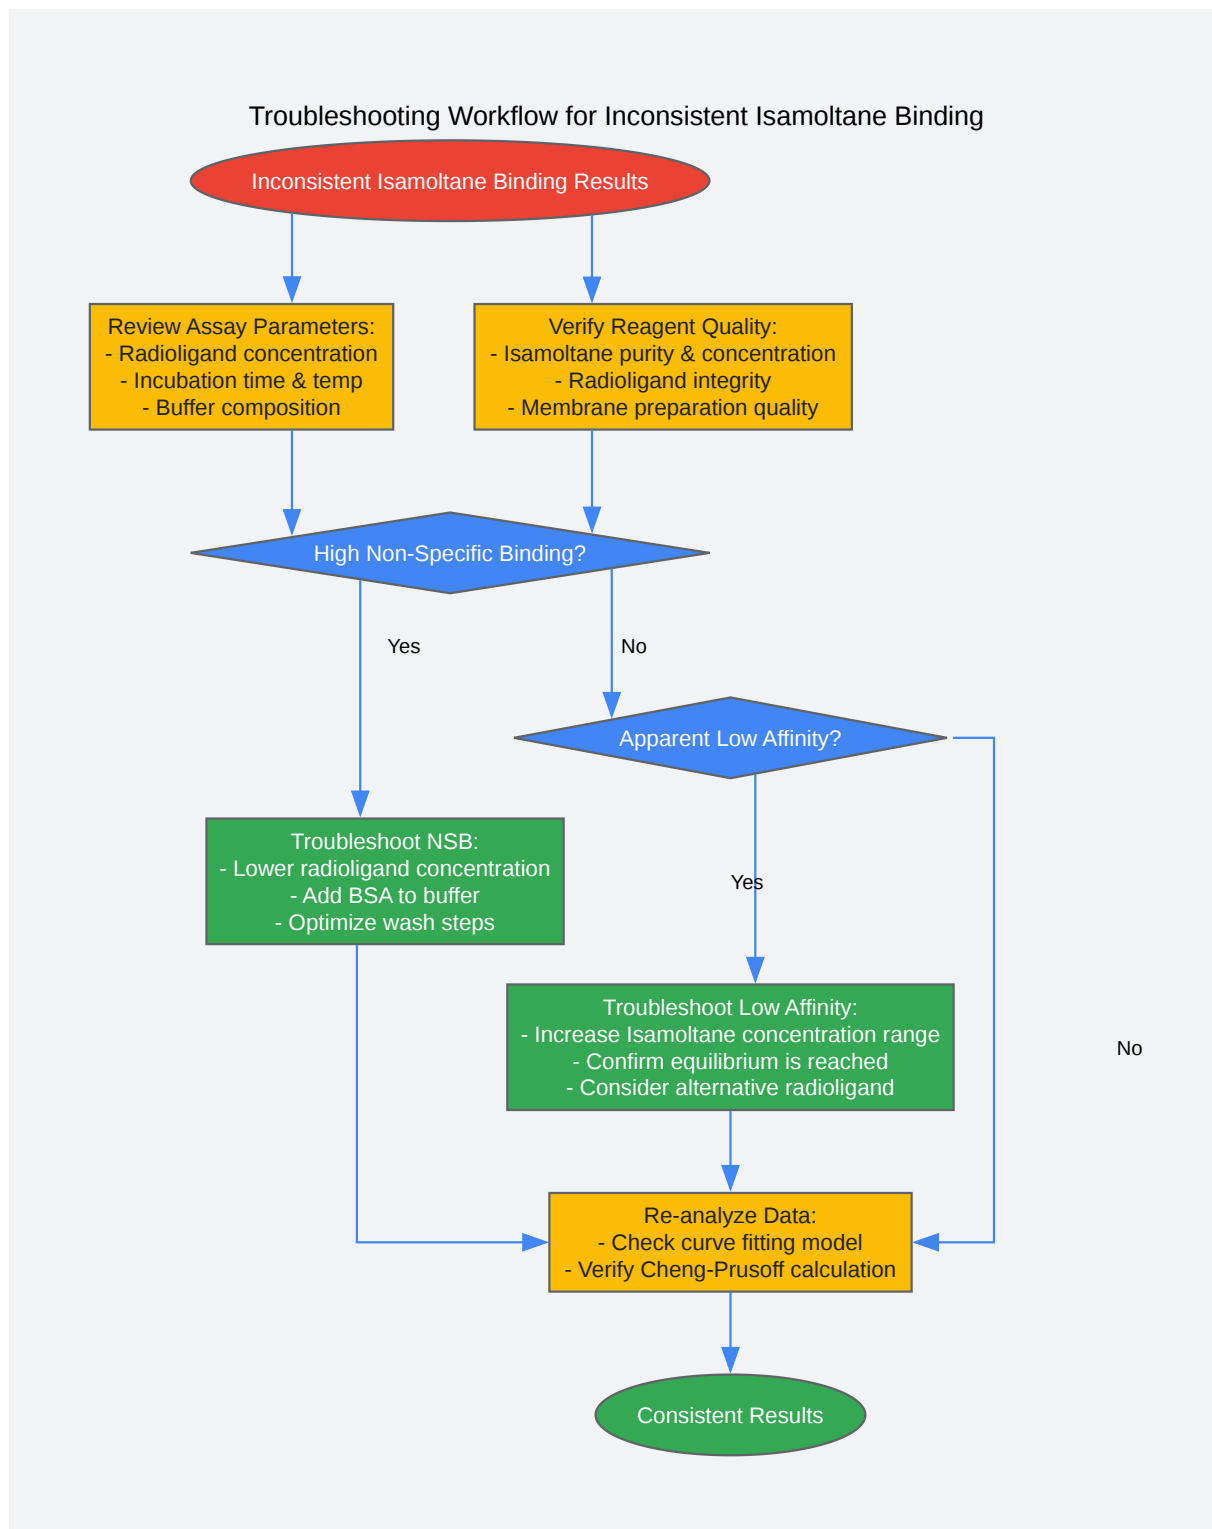 Troubleshooting Workflow for Inconsistent Isamoltane Binding
Inconsistent Isamoltane Binding Results
Review Assay Parameters:
- Radioligand concentration
- Incubation time & temp
- Buffer composition
Verify Reagent Quality:
- Isamoltane purity & concentration
- Radioligand integrity
- Membrane preparation quality
High Non-Specific Binding?
Yes
No
Apparent Low Affinity?
Troubleshoot NSB:
- Lower radioligand concentration
- Add BSA to buffer
- Optimize wash steps
Yes
Troubleshoot Low Affinity:
- Increase Isamoltane concentration range
- Confirm equilibrium is reached
- Consider alternative radioligand
No
Re-analyze Data:
- Check curve fitting model
- Verify Cheng-Prusoff calculation
Consistent Results